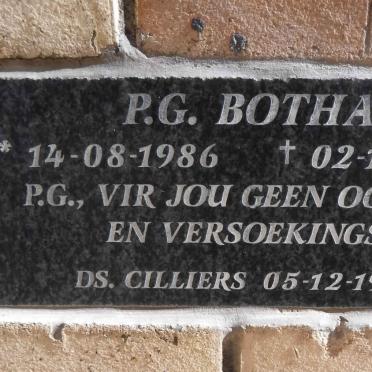 P.G. BOTHA
* 14-08-1986 † 02-1
P.G., VIR JOU GEEN OO
EN VERSOEKINGS
DS. CILLIERS 05-12-19